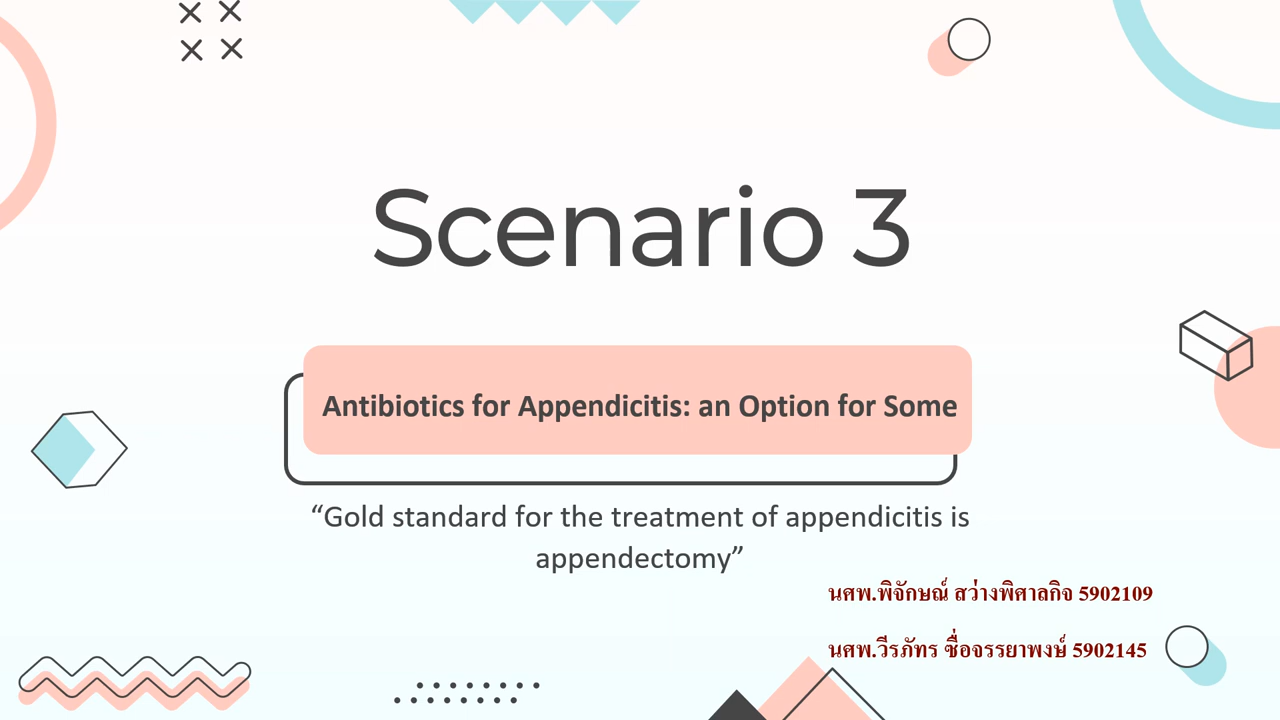 Scenario 3
Antibiotics for Appendicitis: an Option for Some
“Gold standard for the treatment of appendicitis is
appendectomy”
นศพ.พิจักษณ์ สว่างพิศาลกิจ 5902109
นศพ.วีรภัทร ซื่อจรรยาพงษ์ 5902145